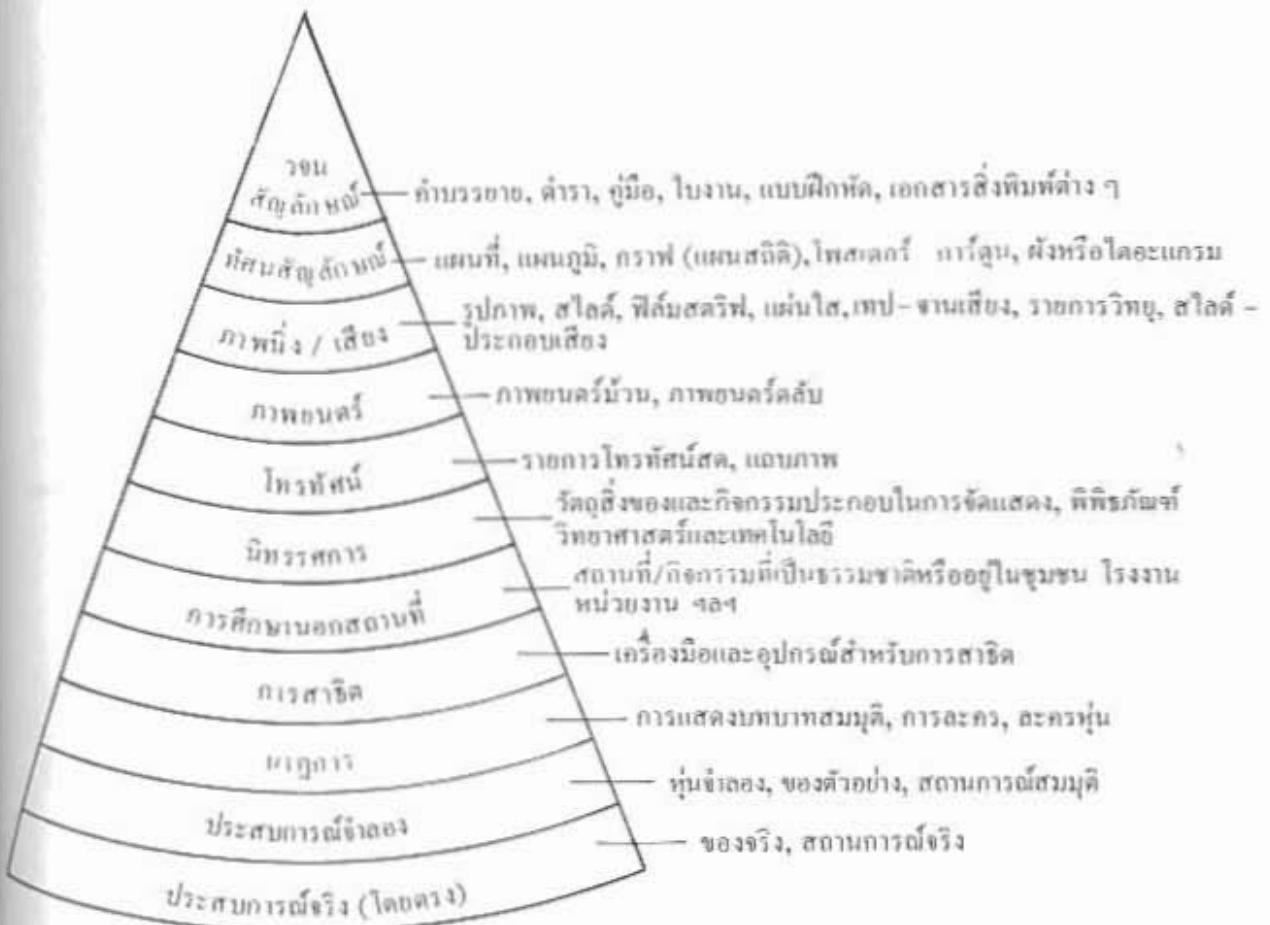 วจน
สัญลักษณ์
คำบรรยาย, ตำรา, คู่มือ, ใบงาน, แบบฝึกหัด, เอกสารสิ่งพิมพ์ต่าง ๆ
ทัศนสัญลักษณ์
แผนที่, แผนภูมิ, กราฟ (แผนสถิติ), โพสเตอร์ การ์ตูน, ผังหรือไดอะแกรม
ภาพนิ่ง / เสียง
รูปภาพ, สไลด์, ฟิล์มสตริฟ, แผ่นใส, เทป-จานเสียง, รายการวิทยุ, สไลด์ -
ประกอบเสียง
ภาพยนตร์
ภาพยนตร์ม้วน, ภาพยนตร์ตลับ
โทรทัศน์
รายการโทรทัศน์สด, แถบภาพ
นิทรรศการ
วัตถุสิ่งของและกิจกรรมประกอบในการจัดแสดง, พิพิธภัณฑ์
วิทยาศาสตร์และเทคโนโลยี
การศึกษานอกสถานที่
สถานที่/กิจกรรมที่เป็นธรรมชาติหรืออยู่ในชุมชน โรงงาน
หน่วยงาน ฯลฯ
การสาธิต
เครื่องมือและอุปกรณ์สำหรับการสาธิต
นาฏการ
การแสดงบทบาทสมมุติ, การละคร, ละครหุ่น
ประสบการณ์จำลอง
หุ่นจำลอง, ของตัวอย่าง, สถานการณ์สมมุติ
ประสบการณ์จริง (โดยตรง)
ของจริง, สถานการณ์จริง